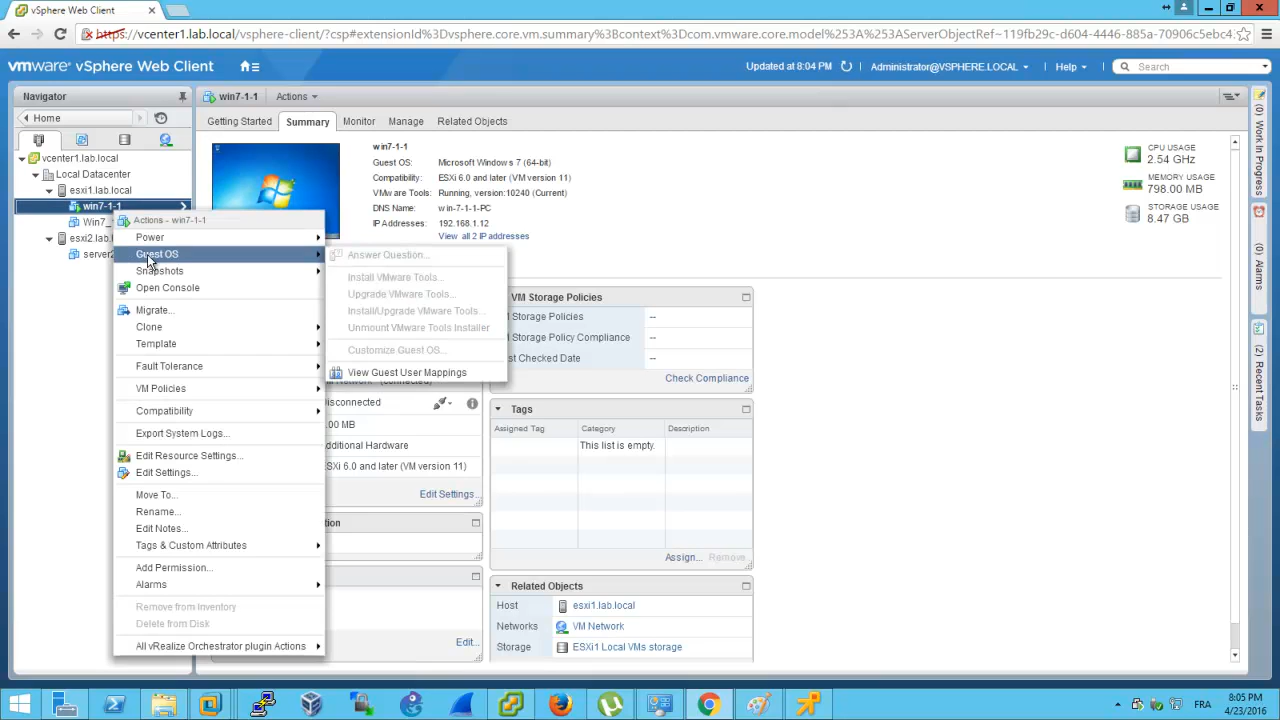 vSphere Web Client
https://vcenter1.lab.local/vsphere-client/?csp#extensionId%3Dvsphere.core.vm.summary%3Bcontext%3Dcom.vmware.core.model%253A%253AServerObjectRef~119fb29c-d604-4446-885a-70906c5ebc4:
vmware® vSphere Web Client
Updated at 8:04 PM
Administrator@VSPHERE.LOCAL
Help
Search
Navigator
Home
vcenter1.lab.local
Local Datacenter
esxi1.lab.local
win7-1-1
Win7_
esxi2.lab.
server2
win7-1-1
Actions
Getting Started
Summary
Monitor
Manage
Related Objects
win7-1-1
Guest OS: Microsoft Windows 7 (64-bit)
Compatibility: ESXi 6.0 and later (VM version 11)
VMware Tools: Running, version:10240 (Current)
DNS Name: win-7-1-1-PC
IP Addresses: 192.168.1.12
View all 2 IP addresses
CPU USAGE
2.54 GHz
MEMORY USAGE
798.00 MB
STORAGE USAGE
8.47 GB
Actions - win7-1-1
Power
Guest OS
Snapshots
Open Console
Migrate...
Clone
Template
Fault Tolerance
VM Policies
Compatibility
Export System Logs...
Edit Resource Settings...
Edit Settings...
Move To...
Rename...
Edit Notes...
Tags & Custom Attributes
Add Permission...
Alarms
Remove from Inventory
Delete from Disk
All vRealize Orchestrator plugin Actions
Answer Question...
Install VMware Tools...
Upgrade VMware Tools...
Install/Upgrade VMware Tools...
Unmount VMware Tools Installer
Customize Guest OS...
View Guest User Mappings
Disconnected
.00 MB
dditional Hardware
ESXi 6.0 and later (VM version 11)
Edit Settings...
tion
Edit...
VM Storage Policies
Storage Policies --
Storage Policy Compliance --
st Checked Date --
Check Compliance
Tags
Assigned Tag Category Description
This list is empty.
Assign... Remove
Related Objects
Host esxi1.lab.local
Networks VM Network
Storage ESXi1 Local VMs storage
(0) Work In Progress
(0) Alarms
(2) Recent Tasks
FRA
8:05 PM
4/23/2016